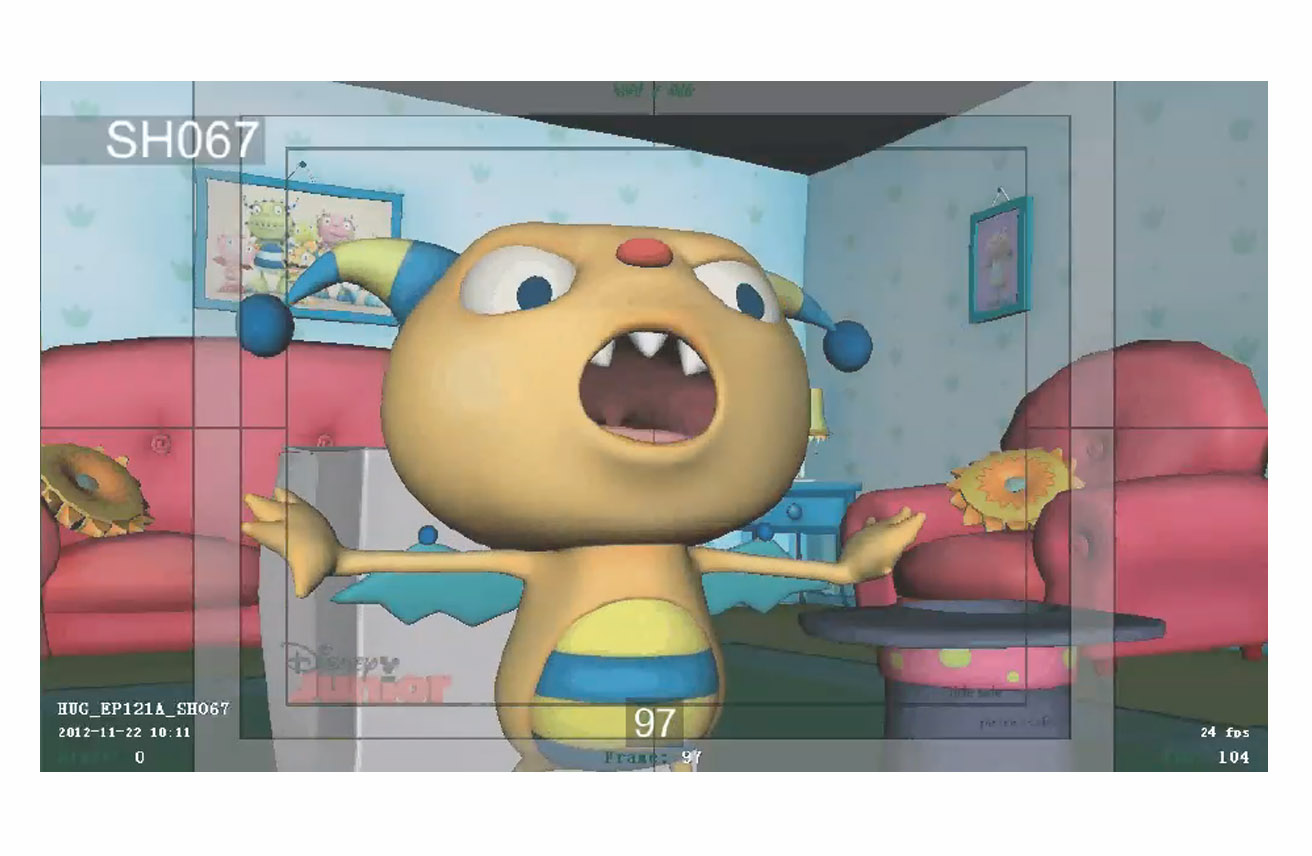 SH067
Disney
Junior
HUG_EP121A_SH067
2012-11-22 10:11
0
97
Frame: 97
24 fps
104